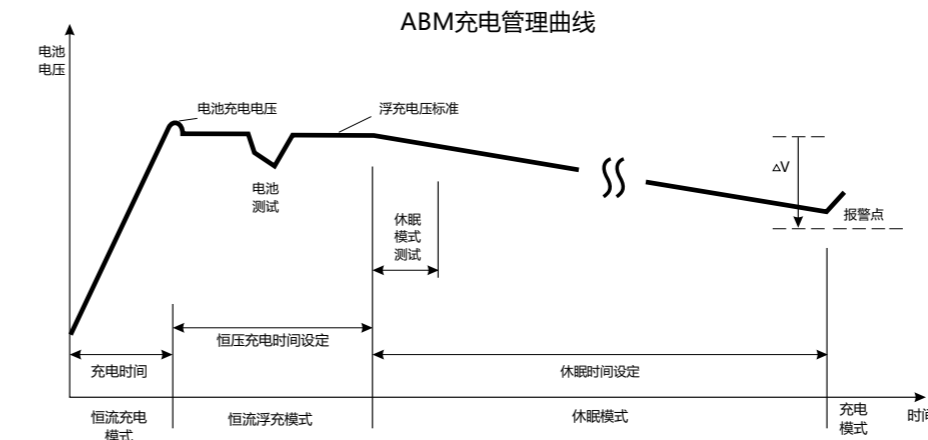 ABM充电管理曲线
电池
电压
电池充电电压
浮充电压标准
△V
电池
测试
报警点
休眠
模式
测试
恒压充电时间设定
充电时间
休眠时间设定
恒流充电
模式
恒流浮充模式
休眠模式
充电
模式
时间